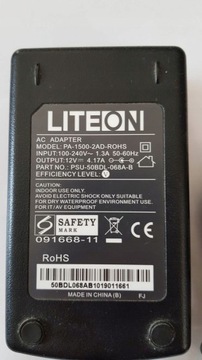 LITEON
AC ADAPTER
MODEL: PA-1500-2AD-ROHS
INPUT:100-240V~ 1.3A 50-60Hz
OUTPUT:12V⎓ 4.17A
PART NO: PSU-50BDL-068A-B
EFFICIENCY LEVEL V
CAUTION:
INDOOR USE ONLY
AVOID ELECTRIC SHOCK ONLY SUITABLE
FOR DRY WATERPROOF ENVIRONMENT USE.
FOR IT/AV EQUIPMENT
PS
SAFETY
MARK
091668-11
RoHS
50BDL068AB1019011661
MADE IN CHINA (B) FJ